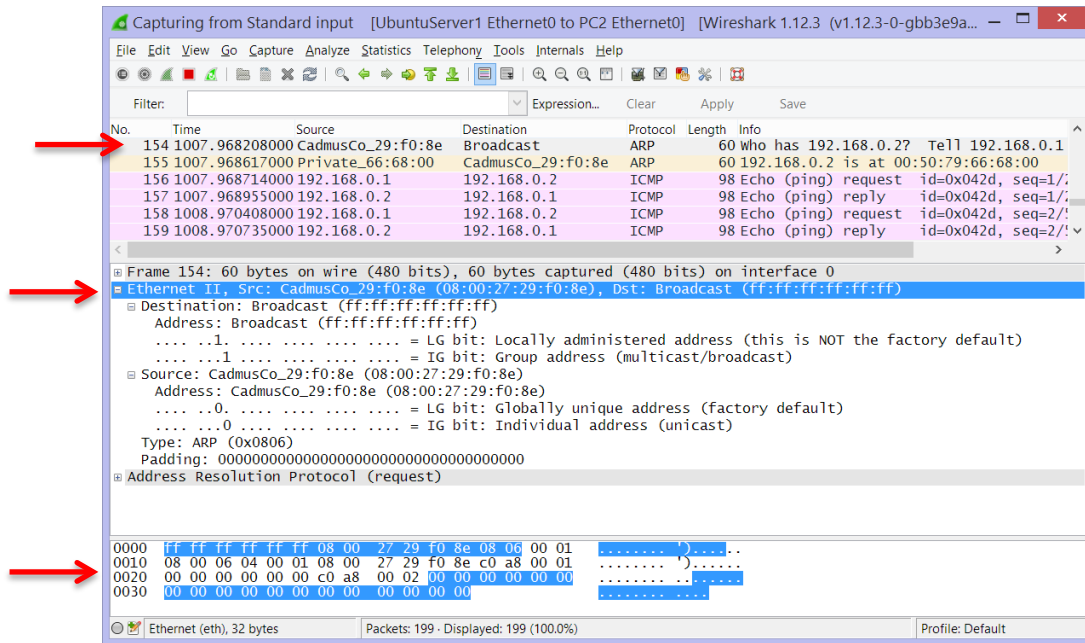 Capturing from Standard input [UbuntuServer1 Ethernet0 to PC2 Ethernet0] [Wireshark 1.12.3 (v1.12.3-0-gbb3e9a...
File Edit View Go Capture Analyze Statistics Telephony Tools Internals Help
Filter: Expression... Clear Apply Save
No. Time Source Destination Protocol Length Info
154 1007.968208000 CadmusCo_29:f0:8e Broadcast ARP 60 Who has 192.168.0.2? Tell 192.168.0.1
155 1007.968617000 Private_66:68:00 CadmusCo_29:f0:8e ARP 60 192.168.0.2 is at 00:50:79:66:68:00
156 1007.968714000 192.168.0.1 192.168.0.2 ICMP 98 Echo (ping) request id=0x042d, seq=1/
157 1007.968955000 192.168.0.2 192.168.0.1 ICMP 98 Echo (ping) reply id=0x042d, seq=1/
158 1008.970408000 192.168.0.1 192.168.0.2 ICMP 98 Echo (ping) request id=0x042d, seq=2/
159 1008.970735000 192.168.0.2 192.168.0.1 ICMP 98 Echo (ping) reply id=0x042d, seq=2/
Frame 154: 60 bytes on wire (480 bits), 60 bytes captured (480 bits) on interface 0
Ethernet II, Src: CadmusCo_29:f0:8e (08:00:27:29:f0:8e), Dst: Broadcast (ff:ff:ff:ff:ff:ff)
Destination: Broadcast (ff:ff:ff:ff:ff:ff)
Address: Broadcast (ff:ff:ff:ff:ff:ff)
.... ..1. .... .... .... .... = LG bit: Locally administered address (this is NOT the factory default)
.... ...1 .... .... .... .... = IG bit: Group address (multicast/broadcast)
Source: CadmusCo_29:f0:8e (08:00:27:29:f0:8e)
Address: CadmusCo_29:f0:8e (08:00:27:29:f0:8e)
.... ..0. .... .... .... .... = LG bit: Globally unique address (factory default)
.... ...0 .... .... .... .... = IG bit: Individual address (unicast)
Type: ARP (0x0806)
Padding: 000000000000000000000000000000000000
Address Resolution Protocol (request)
0000 ff ff ff ff ff ff 08 00 27 29 f0 8e 08 06 00 01 ........ ')......
0010 08 00 06 04 00 01 08 00 27 29 f0 8e c0 a8 00 01 ........ ')......
0020 00 00 00 00 00 00 c0 a8 00 02 00 00 00 00 00 00 ........ ........
0030 00 00 00 00 00 00 00 00 00 00 00 00 ........ ....
Ethernet (eth), 32 bytes Packets: 199 · Displayed: 199 (100.0%) Profile: Default